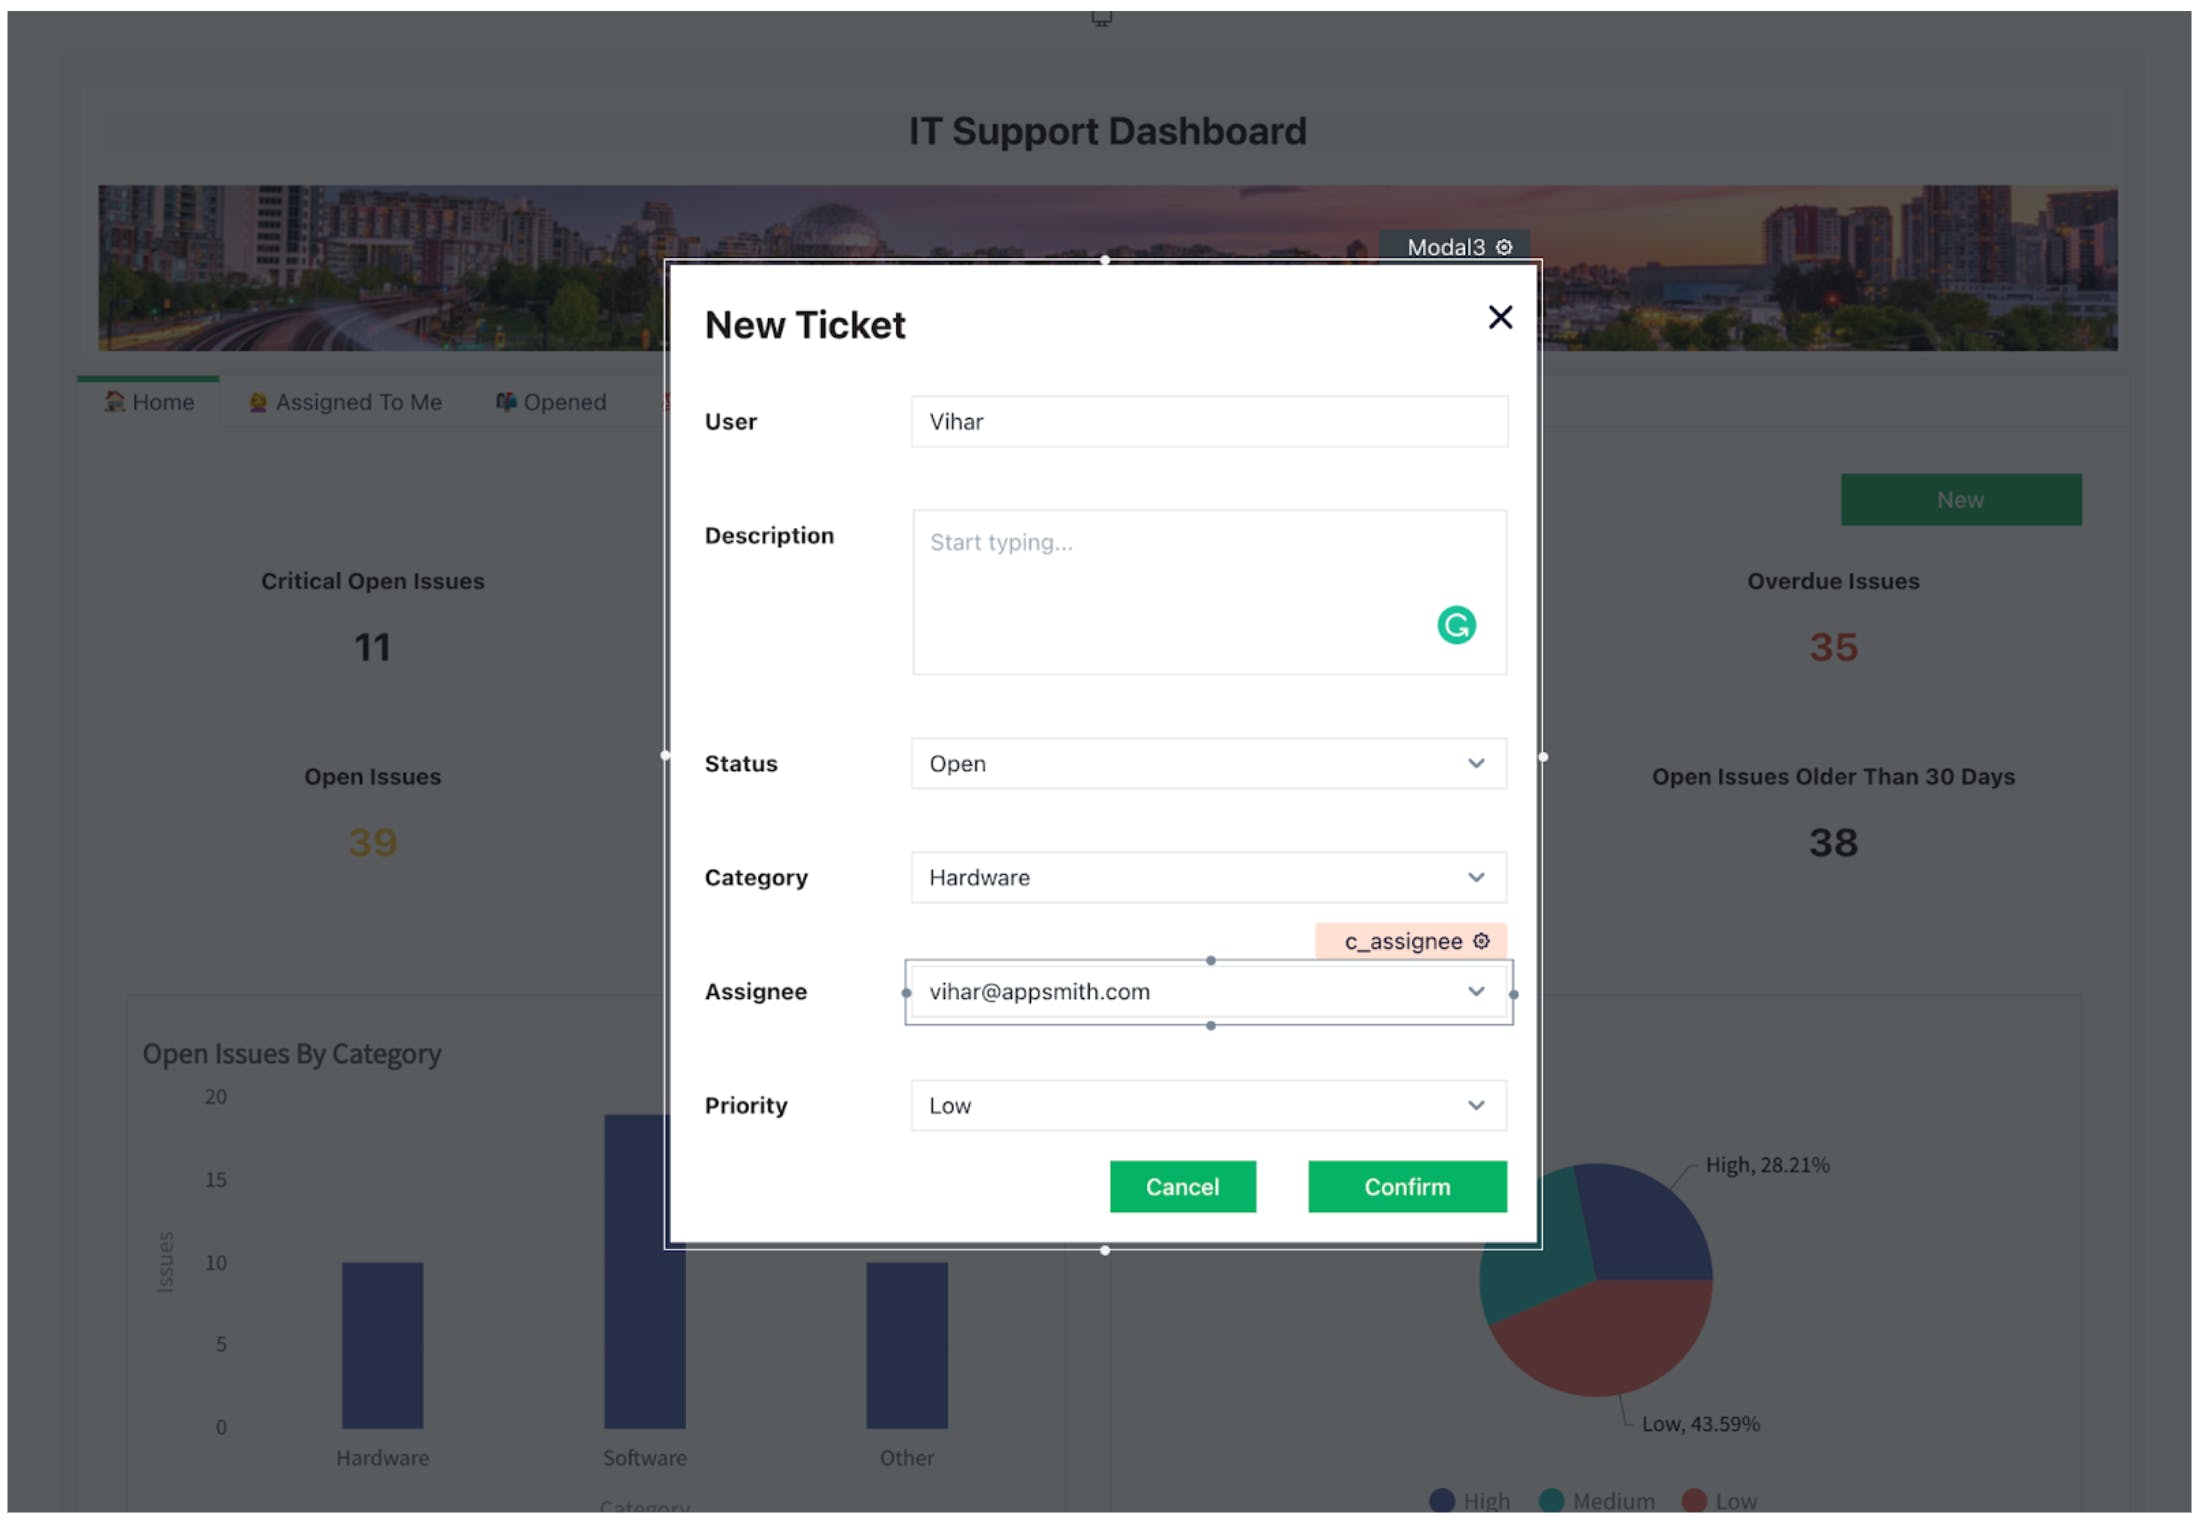 IT Support Dashboard
Modal3
New Ticket
Home
Assigned To Me
Opened
User
Vihar
New
Description
Start typing...
Critical Open Issues
11
Overdue Issues
35
Status
Open
Open Issues
39
Open Issues Older Than 30 Days
38
Category
Hardware
c_assignee
Assignee
vihar@appsmith.com
Priority
Low
Cancel
Confirm
Open Issues By Category
20
15
10
5
0
Issues
Hardware
Software
Other
Category
High, 28.21%
Low, 43.59%
High
Medium
Low